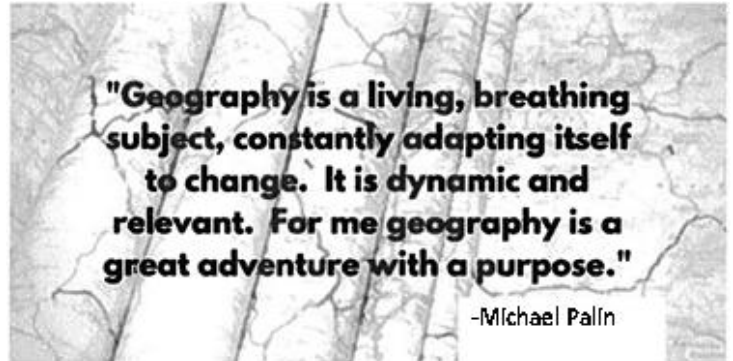 "Geography is a living, breathing
subject, constantly adapting itself
to change.  It is dynamic and
relevant.  For me geography is a
great adventure with a purpose."
-Michael Palin